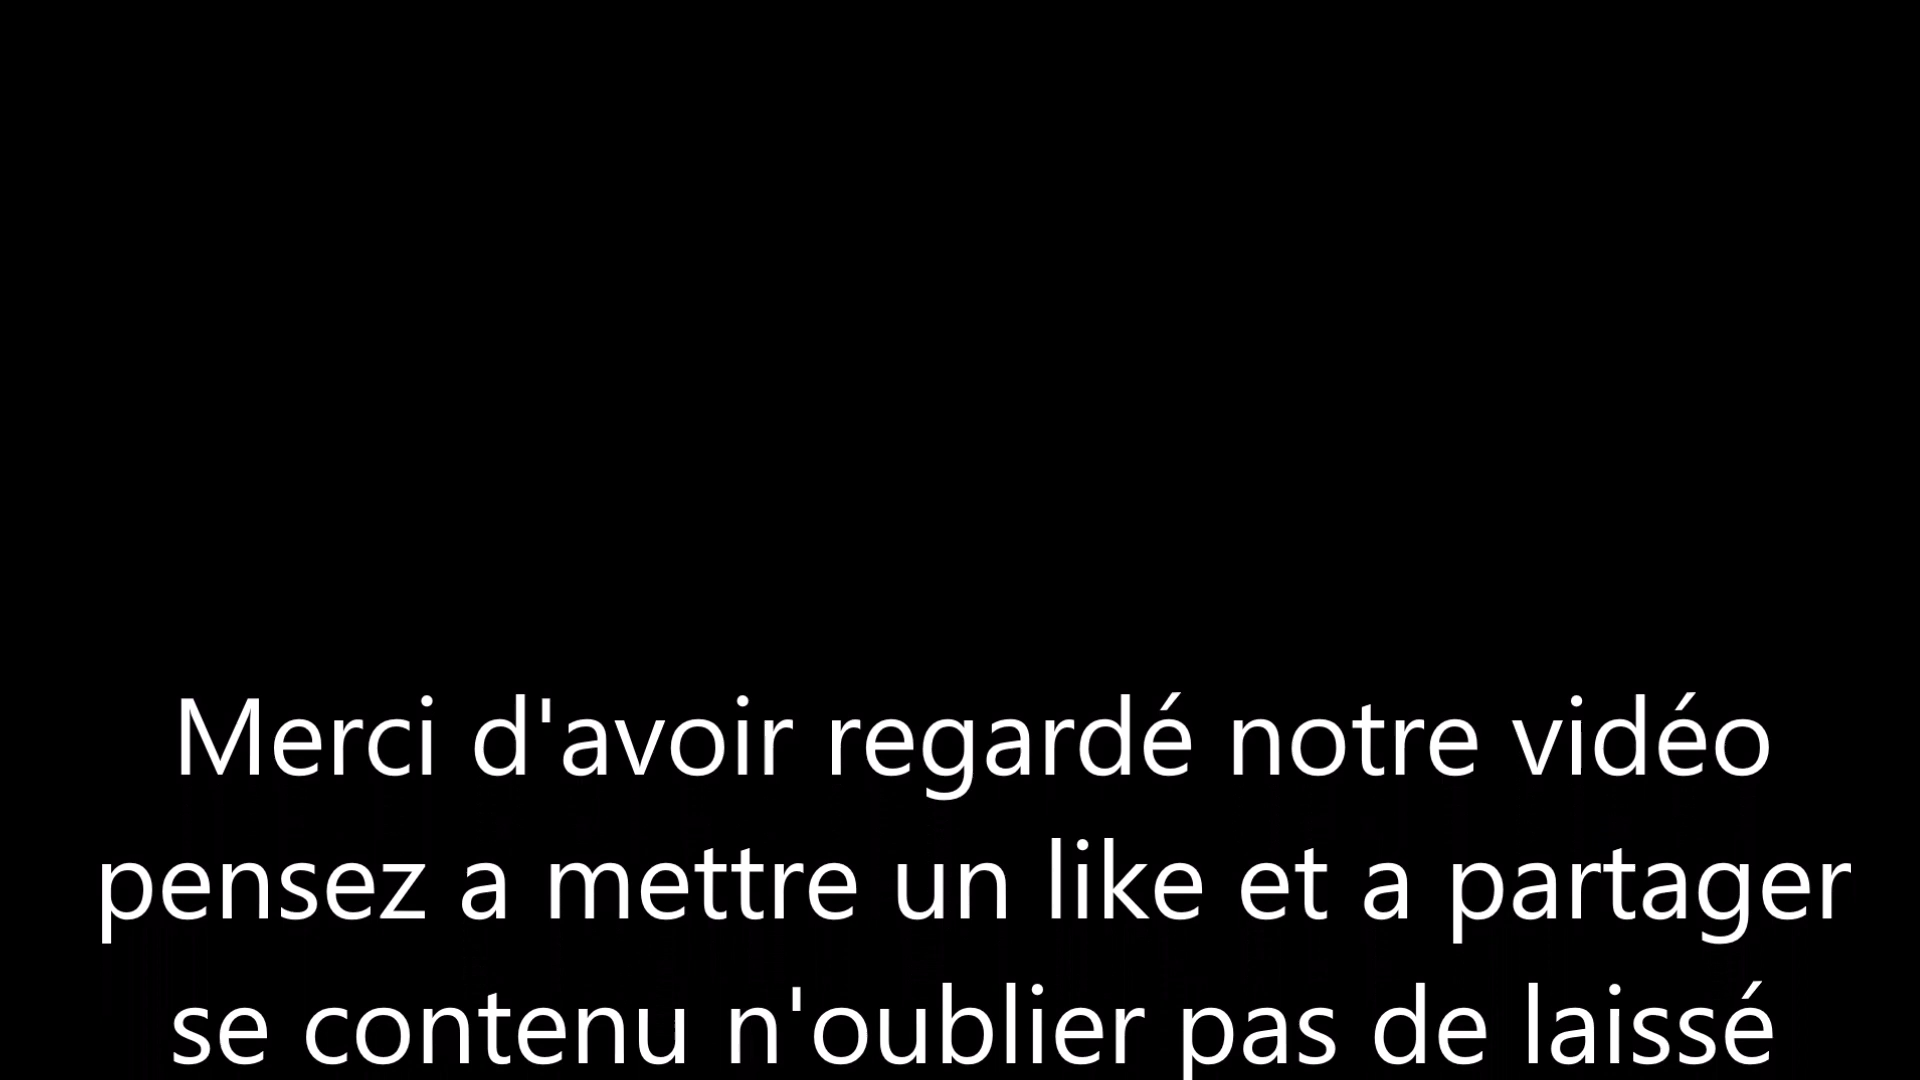 Merci d'avoir regardé notre vidéo
pensez a mettre un like et a partager
se contenu n'oublier pas de laissé